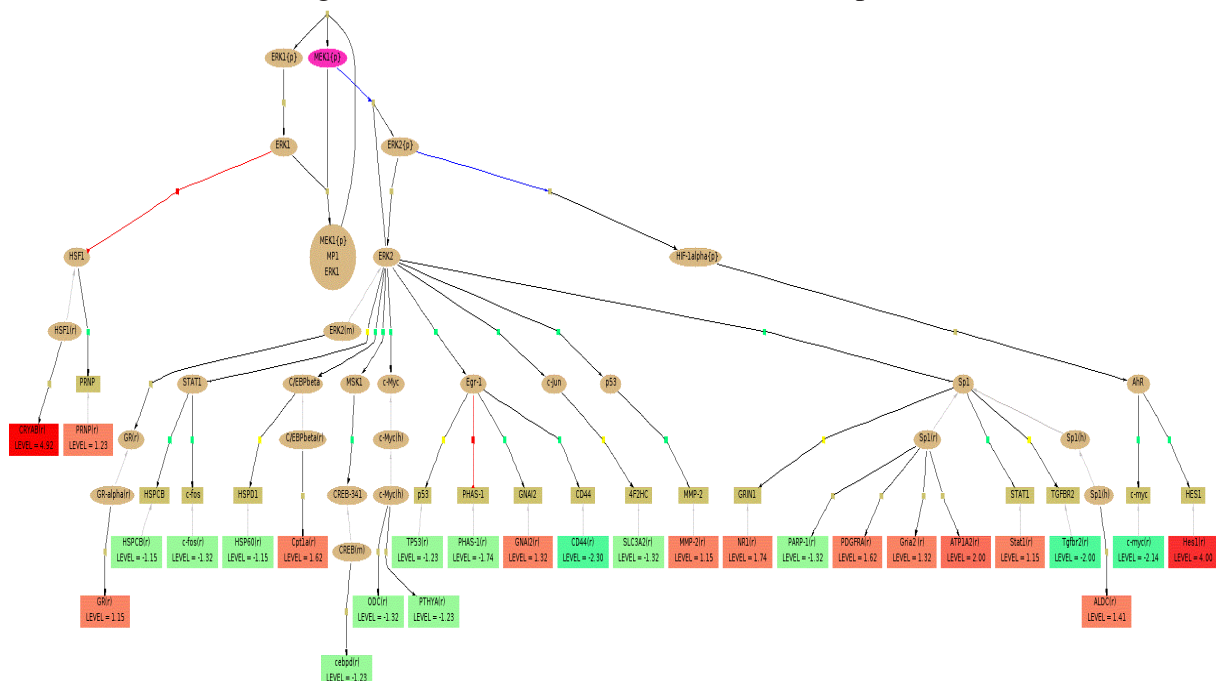 ERK1{p}
MEK1{p}
ERK1
ERK2{p}
MEK1{p}
MP1
ERK1
HSF1
ERK2
HIF-1alpha{p}
HSF1(r)
ERK2(m)
PRNP
STAT1
C/EBPbeta
MSK1
c-Myc
Egr-1
c-Jun
p53
Sp1
AhR
CRYAB(r)
LEVEL = 4.92
PRNP(r)
LEVEL = 1.23
GR(r)
C/EBPbeta(r)
c-Myc(h)
Sp1(r)
Sp1(h)
GR-alpha(r)
HSPCB
c-fos
HSPD1
CREB-341
c-Myc(h)
p53
PHAS-1
GNAI2
CD44
4F2HC
MMP-2
GRIN1
STAT1
TGFBR2
Sp1(h)
c-myc
HES1
HSPCB(r)
LEVEL = -1.15
c-fos(r)
LEVEL = -1.32
HSP60(r)
LEVEL = -1.15
Cpt1a(r)
LEVEL = 1.62
CREB(m)
TP53(r)
LEVEL = -1.23
PHAS-1(r)
LEVEL = -1.74
GNAI2(r)
LEVEL = 1.32
CD44(r)
LEVEL = -2.30
SLC3A2(r)
LEVEL = -1.32
MMP-2(r)
LEVEL = 1.15
NR1(r)
LEVEL = 1.74
PARP-1(r)
LEVEL = -1.32
PDGFRA(r)
LEVEL = 1.62
Gria2 (r)
LEVEL = 1.32
ATP1A2(r)
LEVEL = 2.00
Stat1(r)
LEVEL = 1.15
Tgfbr2(r)
LEVEL = -2.00
c-myc(r)
LEVEL = -2.14
Hes1(r)
LEVEL = 4.00
GR(r)
LEVEL = 1.15
ODC(r)
LEVEL = -1.32
PTHYA(r)
LEVEL = -1.23
ALDC(r)
LEVEL = 1.41
cebpd(r)
LEVEL = -1.23